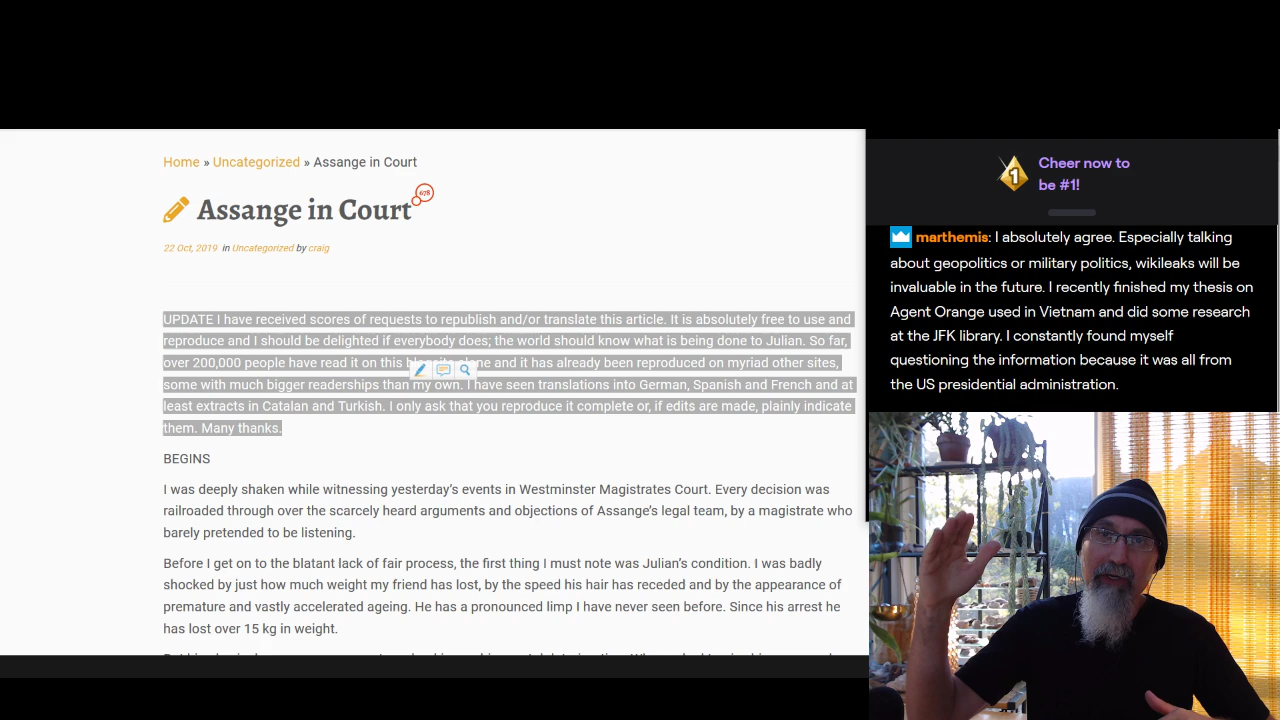 Home » Uncategorized » Assange in Court
Assange in Court
678
22 Oct, 2019 in Uncategorized by craig
UPDATE I have received scores of requests to republish and/or translate this article. It is absolutely free to use and
reproduce and I should be delighted if everybody does; the world should know what is being done to Julian. So far,
over 200,000 people have read it on this blogsite alone and it has already been reproduced on myriad other sites,
some with much bigger readerships than my own. I have seen translations into German, Spanish and French and at
least extracts in Catalan and Turkish. I only ask that you reproduce it complete or, if edits are made, plainly indicate
them. Many thanks.
BEGINS
I was deeply shaken while witnessing yesterday's events in Westminster Magistrates Court. Every decision was
railroaded through over the scarcely heard arguments and objections of Assange's legal team, by a magistrate who
barely pretended to be listening.
Before I get on to the blatant lack of fair process, the first thing I must note was Julian's condition. I was badly
shocked by just how much weight my friend has lost, by the speed his hair has receded and by the appearance of
premature and vastly accelerated ageing. He has a pronounced limp I have never seen before. Since his arrest he
has lost over 15 kg in weight.
1
Cheer now to
be #1!
marthemis: I absolutely agree. Especially talking
about geopolitics or military politics, wikileaks will be
invaluable in the future. I recently finished my thesis on
Agent Orange used in Vietnam and did some research
at the JFK library. I constantly found myself
questioning the information because it was all from
the US presidential administration.